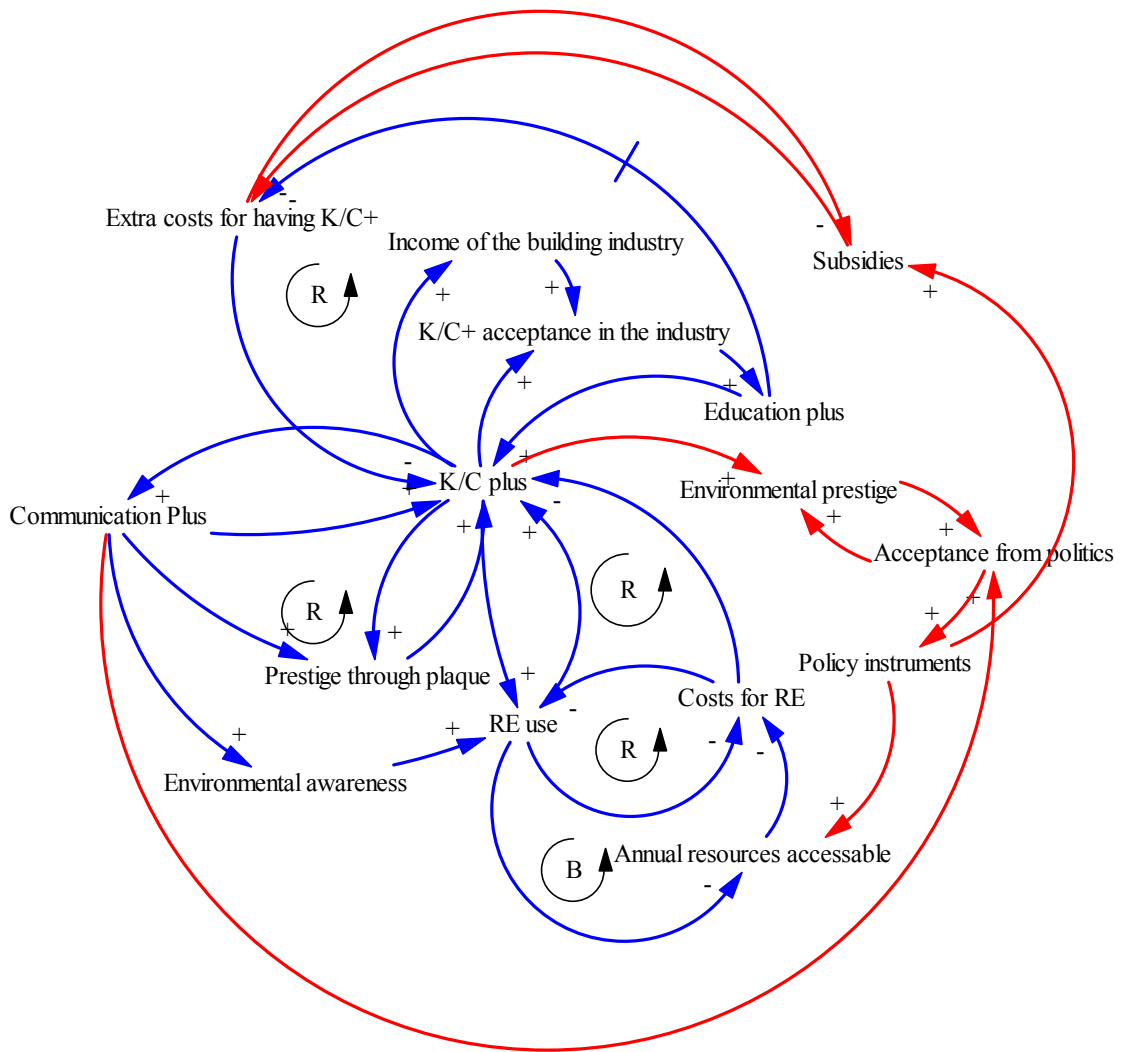 Extra costs for having K/C+
Income of the building industry
Subsidies
R
K/C+ acceptance in the industry
Education plus
K/C plus
Environmental prestige
Communication Plus
Acceptance from politics
R
R
Prestige through plaque
Policy instruments
Costs for RE
RE use
R
Environmental awareness
Annual resources accessable
B
-
-
-
+
+
+
+
+
+
-
+
+
+
+
+
-
+
+
+
+
+
+
+
+
-
+
+
-
-
+
-